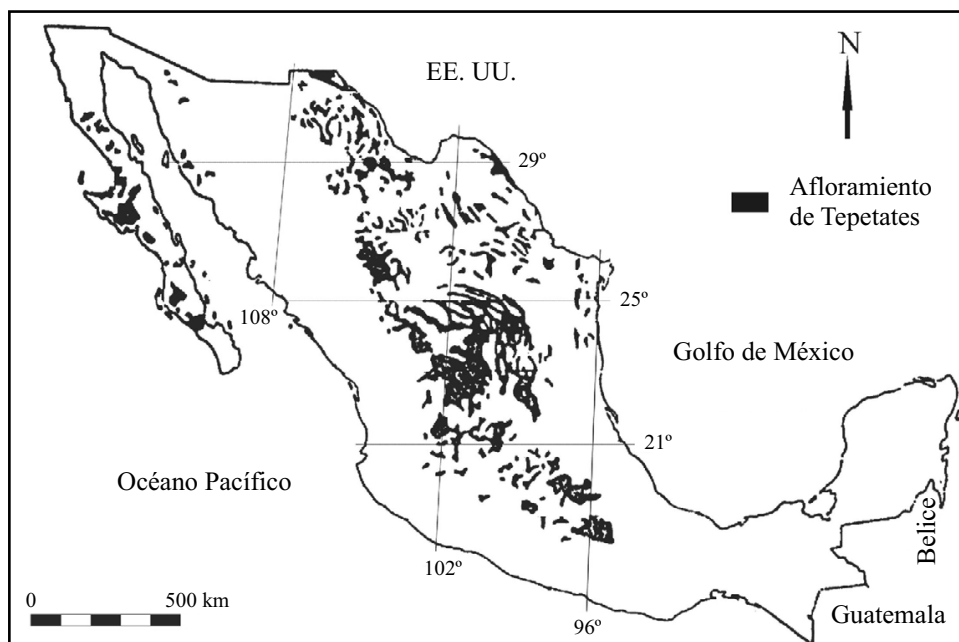 EE. UU.
N
29º
Afloramiento
de Tepetates
25º
108º
Golfo de México
21º
Océano Pacífico
Belice
102º
0 500 km
96º
Guatemala